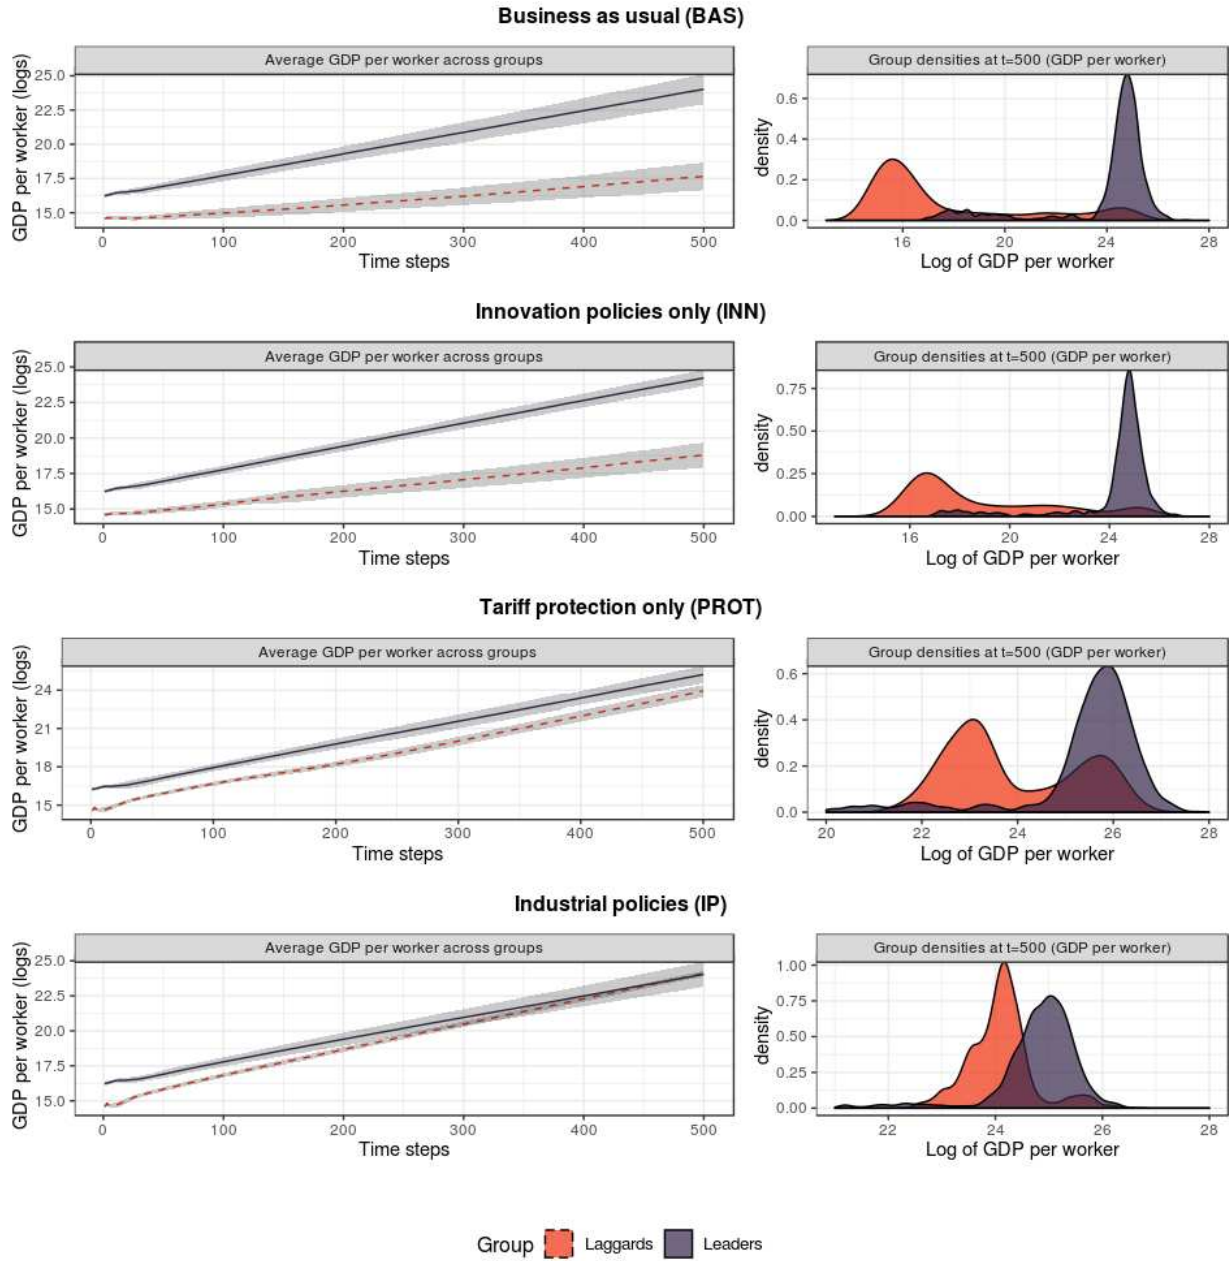 Business as usual (BAS)
Average GDP per worker across groups
GDP per worker (logs)
25.0
22.5
20.0
17.5
15.0
0 100 200 300 400 500
Time steps
Group densities at t=500 (GDP per worker)
density
0.6
0.4
0.2
0.0
16 20 24 28
Log of GDP per worker
Innovation policies only (INN)
Average GDP per worker across groups
GDP per worker (logs)
25.0
22.5
20.0
17.5
15.0
0 100 200 300 400 500
Time steps
Group densities at t=500 (GDP per worker)
density
0.75
0.50
0.25
0.00
16 20 24 28
Log of GDP per worker
Tariff protection only (PROT)
Average GDP per worker across groups
GDP per worker (logs)
24
21
18
15
0 100 200 300 400 500
Time steps
Group densities at t=500 (GDP per worker)
density
0.6
0.4
0.2
0.0
20 22 24 26 28
Log of GDP per worker
Industrial policies (IP)
Average GDP per worker across groups
GDP per worker (logs)
25.0
22.5
20.0
17.5
15.0
0 100 200 300 400 500
Time steps
Group densities at t=500 (GDP per worker)
density
1.00
0.75
0.50
0.25
0.00
22 24 26 28
Log of GDP per worker
Group Laggards Leaders